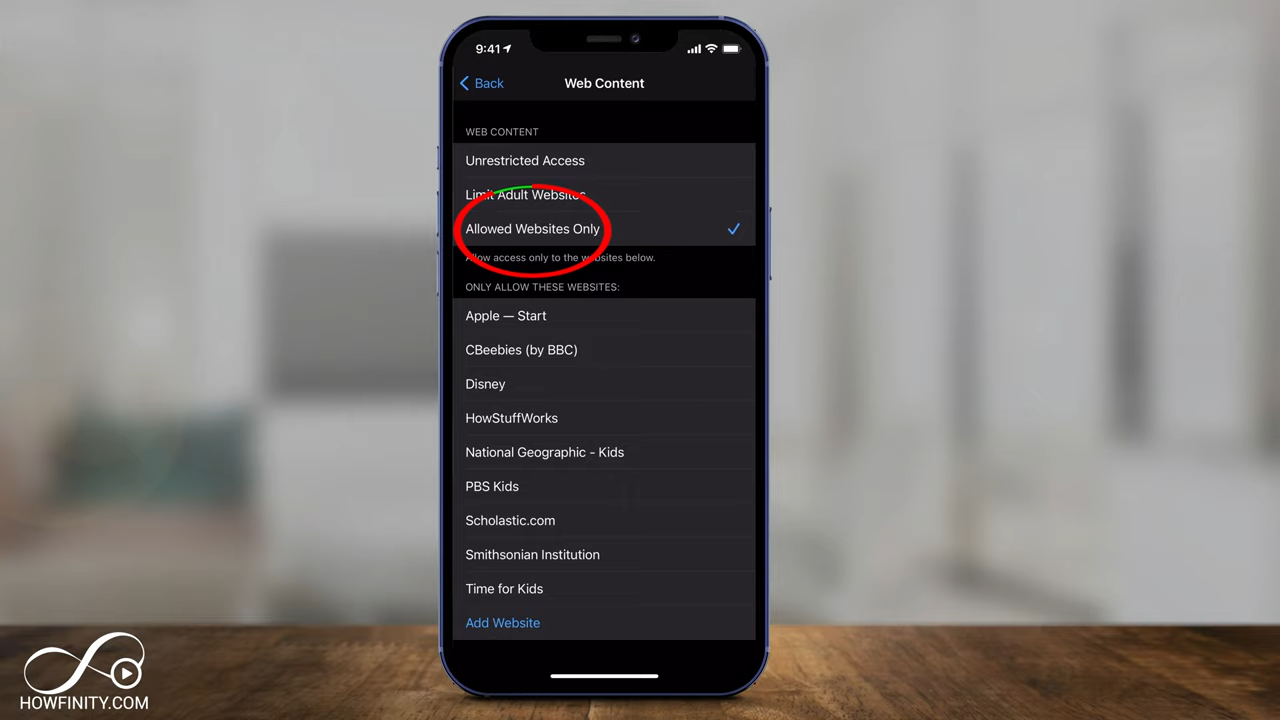 9:41
Back
Web Content
WEB CONTENT
Unrestricted Access
Limit Adult Websites
Allowed Websites Only
Allow access only to the websites below.
ONLY ALLOW THESE WEBSITES:
Apple — Start
CBeebies (by BBC)
Disney
HowStuffWorks
National Geographic - Kids
PBS Kids
Scholastic.com
Smithsonian Institution
Time for Kids
Add Website
HOWFINITY.COM